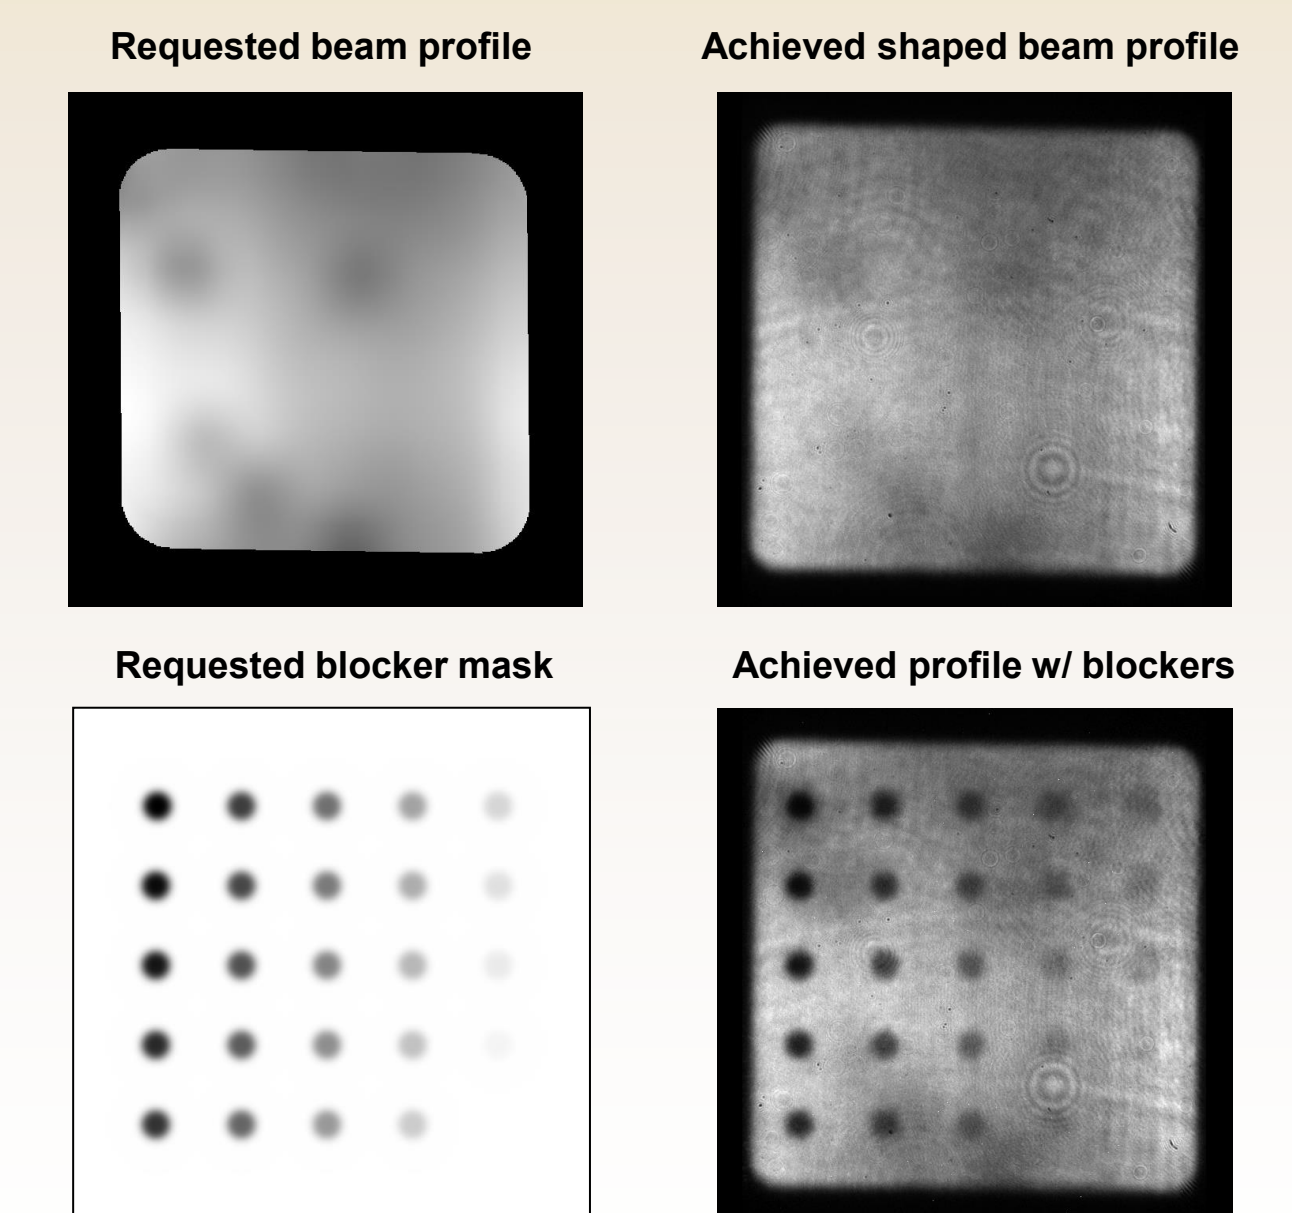 Requested beam profile
Achieved shaped beam profile
Requested blocker mask
Achieved profile w/ blockers